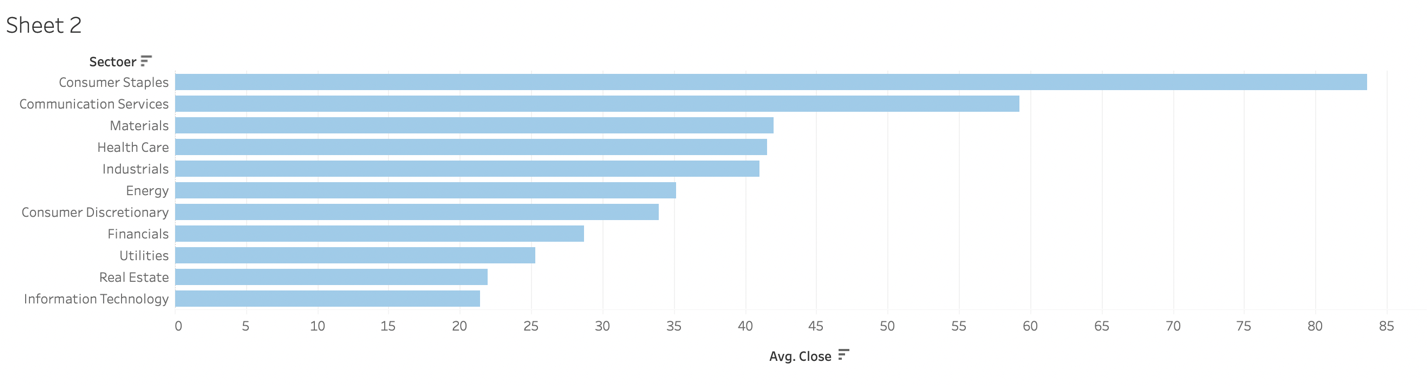 Sheet 2
Sectoer
Consumer Staples
Communication Services
Materials
Health Care
Industrials
Energy
Consumer Discretionary
Financials
Utilities
Real Estate
Information Technology
0 5 10 15 20 25 30 35 40 45 50 55 60 65 70 75 80 85
Avg. Close